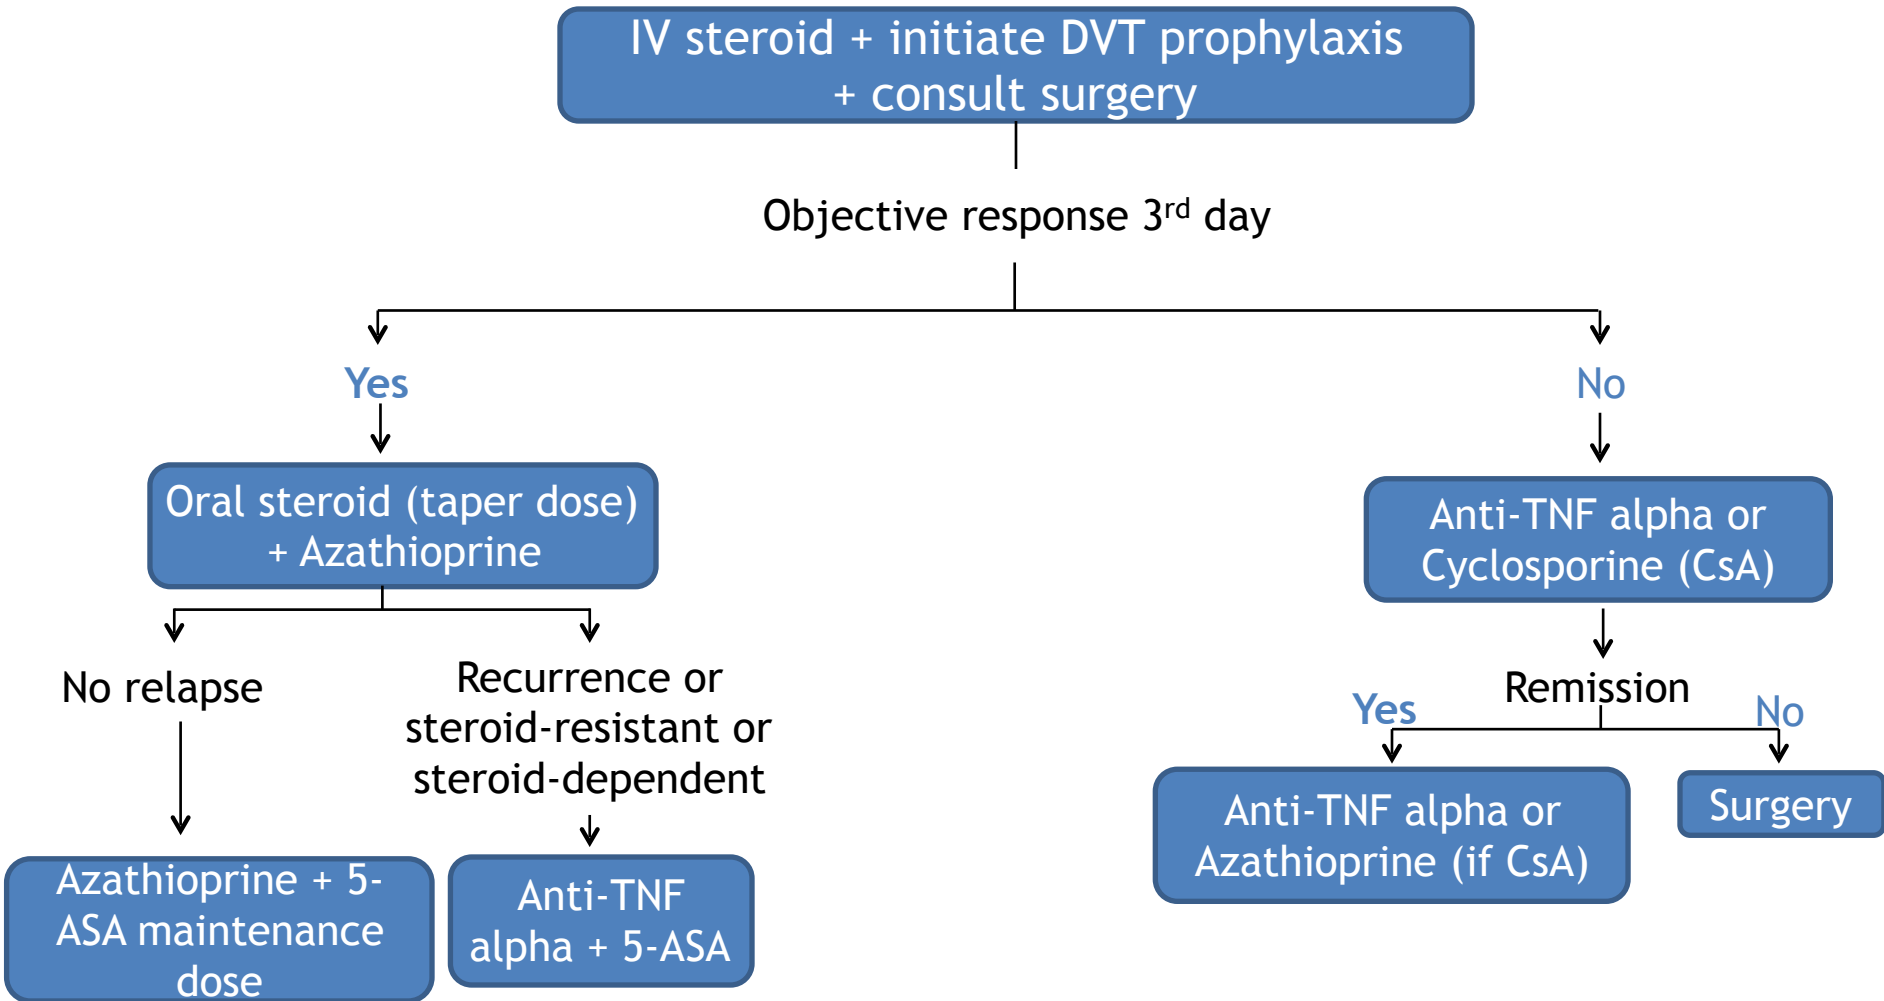 IV steroid + initiate DVT prophylaxis
+ consult surgery
Objective response 3rd day
Yes
No
Oral steroid (taper dose)
+ Azathioprine
Anti-TNF alpha or
Cyclosporine (CsA)
No relapse
Recurrence or
steroid-resistant or
steroid-dependent
Remission
Yes
No
Azathioprine + 5-
ASA maintenance
dose
Anti-TNF
alpha + 5-ASA
Anti-TNF alpha or
Azathioprine (if CsA)
Surgery